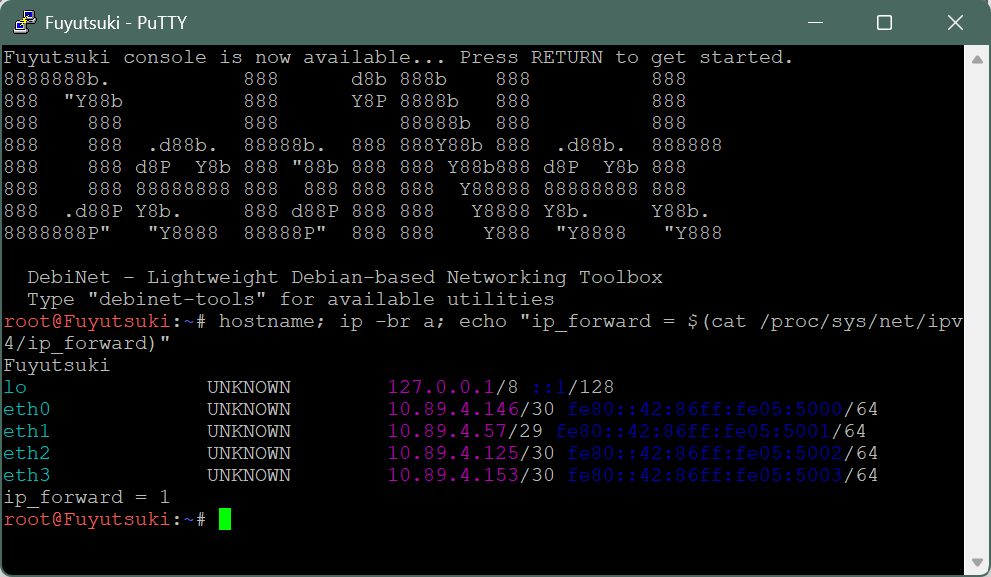 Fuyutsuki - PuTTY
Fuyutsuki console is now available... Press RETURN to get started.
8888888b.            888      d8b 888b    888          888
888  "Y88b           888      Y8P 8888b   888          888
888    888           888          88888b  888          888
888    888  .d88b.  88888b.  888 888Y88b 888  .d88b.  888888
888    888 d8P  Y8b 888 "88b 888 888 Y88b888 d8P  Y8b 888
888    888 88888888 888  888 888 888  Y88888 88888888 888
888  .d88P Y8b.     888 d88P 888 888   Y8888 Y8b.     Y88b.
8888888P"   "Y8888  88888P"  888 888    Y888  "Y8888   "Y888
DebiNet - Lightweight Debian-based Networking Toolbox
Type "debinet-tools" for available utilities
root@Fuyutsuki:~# hostname; ip -br a; echo "ip_forward = $(cat /proc/sys/net/ipv
4/ip_forward)"
Fuyutsuki
lo               UNKNOWN        127.0.0.1/8 ::1/128
eth0             UNKNOWN        10.89.4.146/30 fe80::42:86ff:fe05:5000/64
eth1             UNKNOWN        10.89.4.57/29 fe80::42:86ff:fe05:5001/64
eth2             UNKNOWN        10.89.4.125/30 fe80::42:86ff:fe05:5002/64
eth3             UNKNOWN        10.89.4.153/30 fe80::42:86ff:fe05:5003/64
ip_forward = 1
root@Fuyutsuki:~#